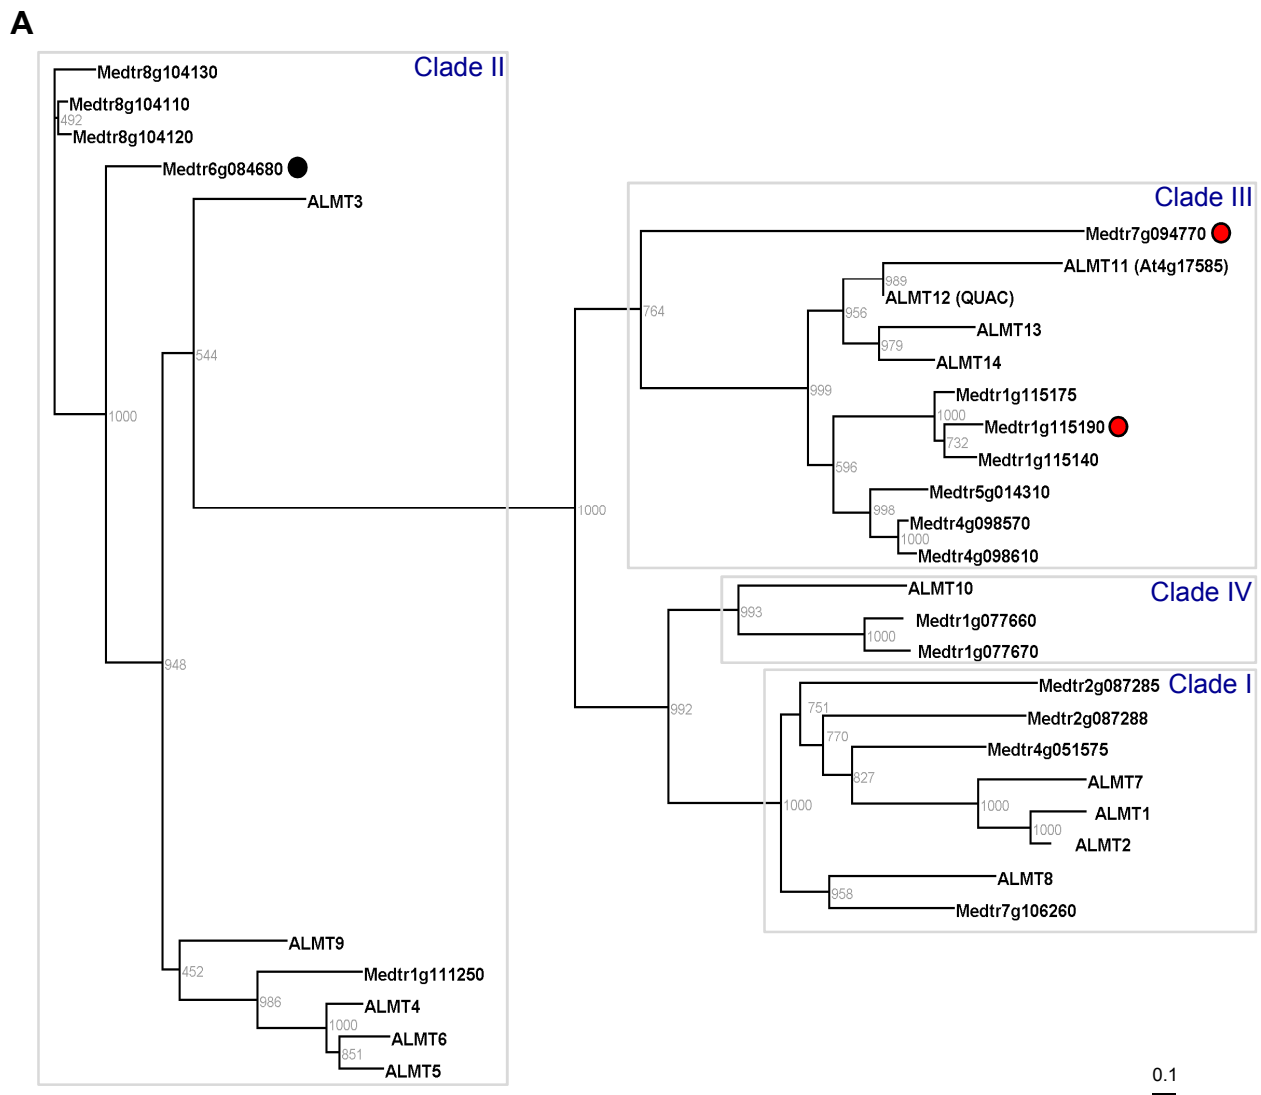 A
Clade II
Medtr8g104130
Medtr8g104110
492
Medtr8g104120
Medtr6g084680
ALMT3
544
1000
948
ALMT9
452
Medtr1g111250
986
ALMT4
1000
ALMT6
851
ALMT5
1000
Clade III
Medtr7g094770
764
ALMT11 (At4g17585)
989
ALMT12 (QUAC)
956
ALMT13
979
ALMT14
999
Medtr1g115175
1000
Medtr1g115190
732
Medtr1g115140
596
Medtr5g014310
998
Medtr4g098570
1000
Medtr4g098610
Clade IV
ALMT10
993
Medtr1g077660
1000
Medtr1g077670
992
Clade I
Medtr2g087285
751
Medtr2g087288
770
Medtr4g051575
827
ALMT7
1000
1000
ALMT1
1000
ALMT2
ALMT8
958
Medtr7g106260
0.1